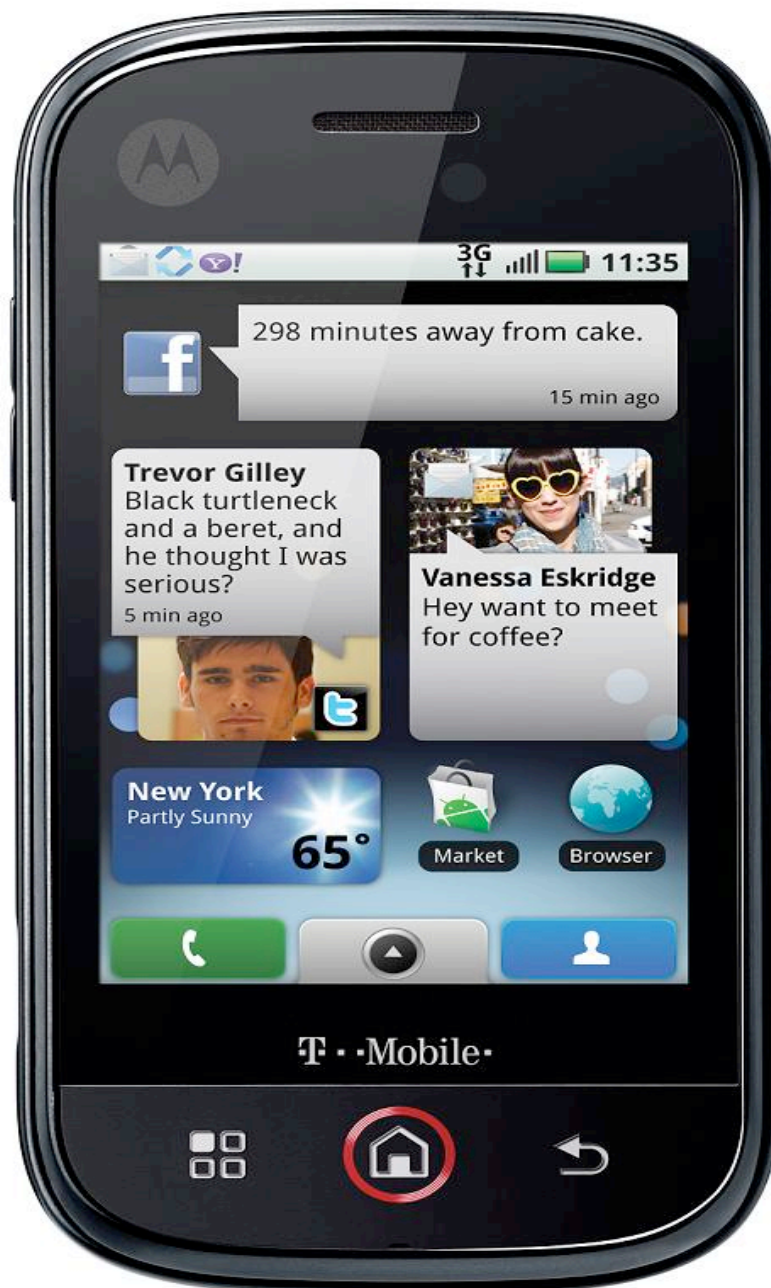 3G
11:35
298 minutes away from cake.
15 min ago
Trevor Gilley
Black turtleneck
and a beret, and
he thought I was
serious?
5 min ago
Vanessa Eskridge
Hey want to meet
for coffee?
New York
Partly Sunny
65°
Market
Browser
T··Mobile·